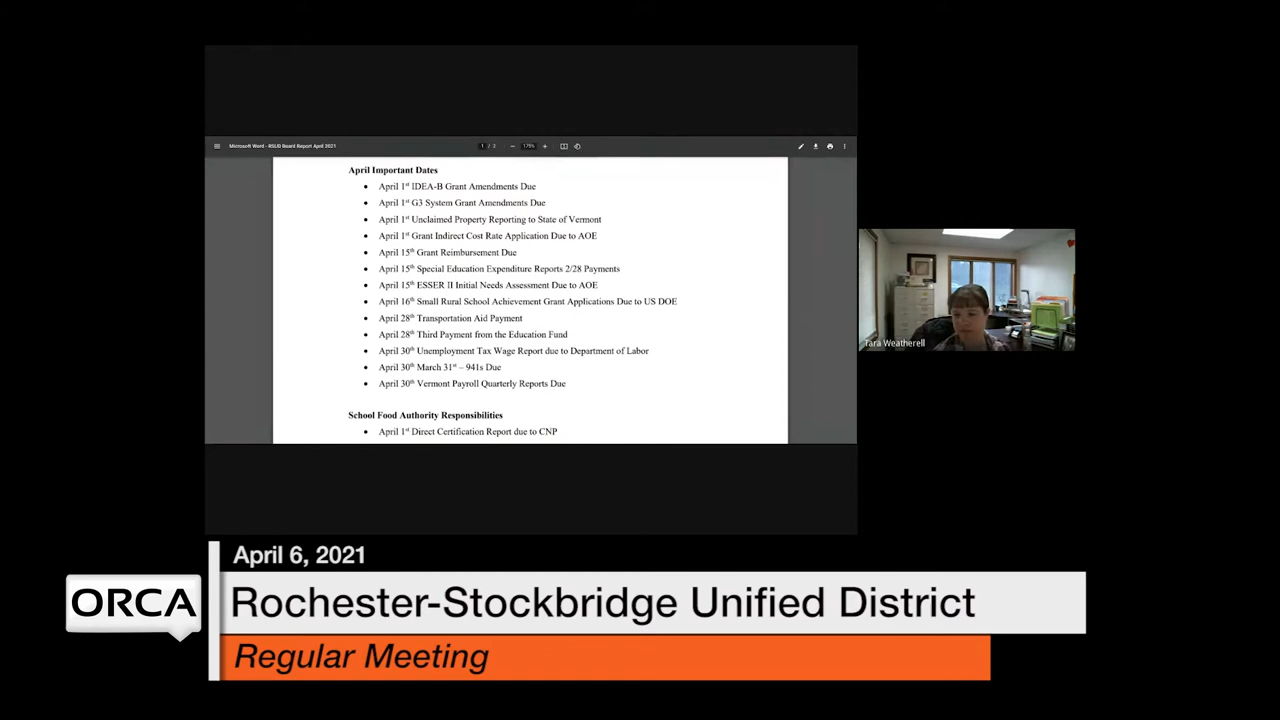 Microsoft Word - RSUD Board Report April 2021
1 / 2
175%
April Important Dates
• April 1st IDEA-B Grant Amendments Due
• April 1st G3 System Grant Amendments Due
• April 1st Unclaimed Property Reporting to State of Vermont
• April 1st Grant Indirect Cost Rate Application Due to AOE
• April 15th Grant Reimbursement Due
• April 15th Special Education Expenditure Reports 2/28 Payments
• April 15th ESSER II Initial Needs Assessment Due to AOE
• April 16th Small Rural School Achievement Grant Applications Due to US DOE
• April 28th Transportation Aid Payment
• April 28th Third Payment from the Education Fund
• April 30th Unemployment Tax Wage Report due to Department of Labor
• April 30th March 31st – 941s Due
• April 30th Vermont Payroll Quarterly Reports Due
School Food Authority Responsibilities
• April 1st Direct Certification Report due to CNP
Tara Weatherell
April 6, 2021
ORCA
Rochester-Stockbridge Unified District
Regular Meeting